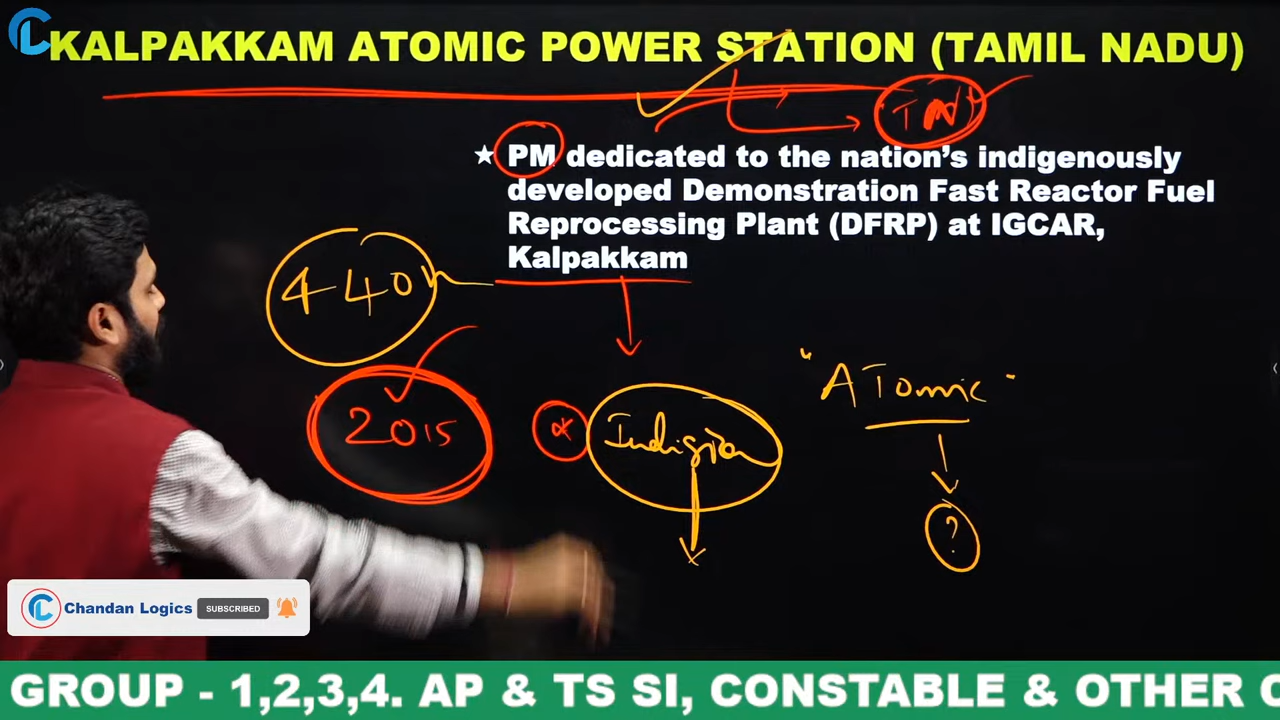 KALPAKKAM ATOMIC POWER STATION (TAMIL NADU)
★ PM dedicated to the nation's indigenously
developed Demonstration Fast Reactor Fuel
Reprocessing Plant (DFRP) at IGCAR,
Kalpakkam
440
2015
"ATomic"
?
Chandan Logics SUBSCRIBED
GROUP - 1,2,3,4. AP & TS SI, CONSTABLE & OTHER